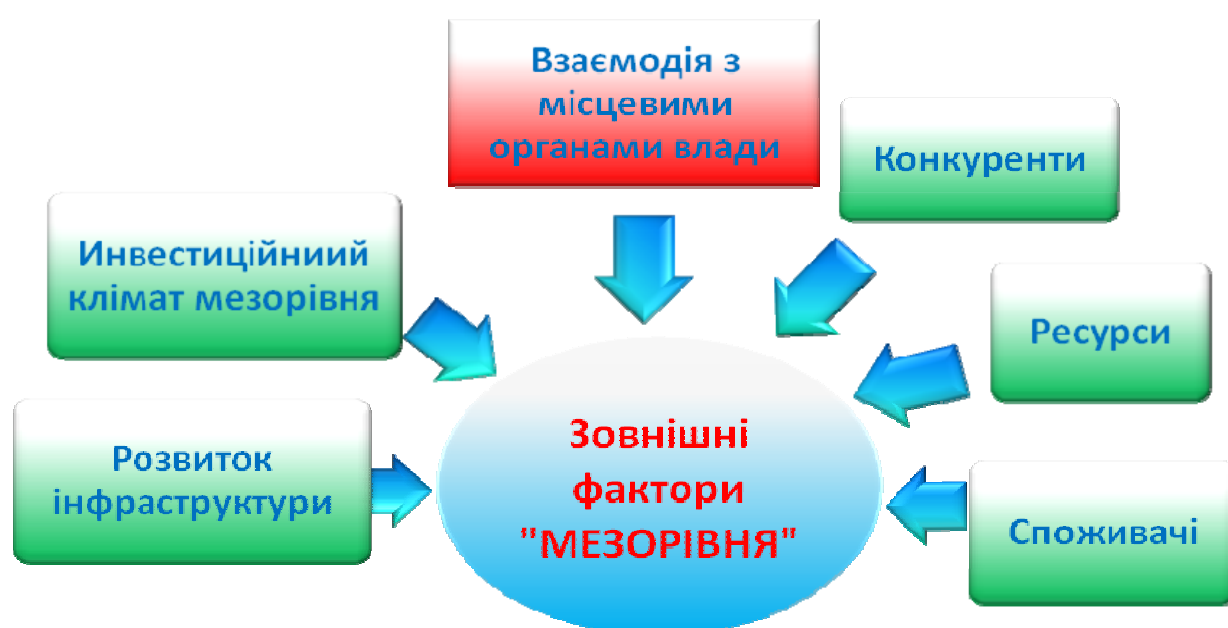 Взаємодія з
місцевими
органами влади
Конкуренти
Инвестиційниий
клімат мезорівня
Ресурси
Розвиток
інфраструктури
Зовнішні
фактори
"МЕЗОРІВНЯ"
Споживачі